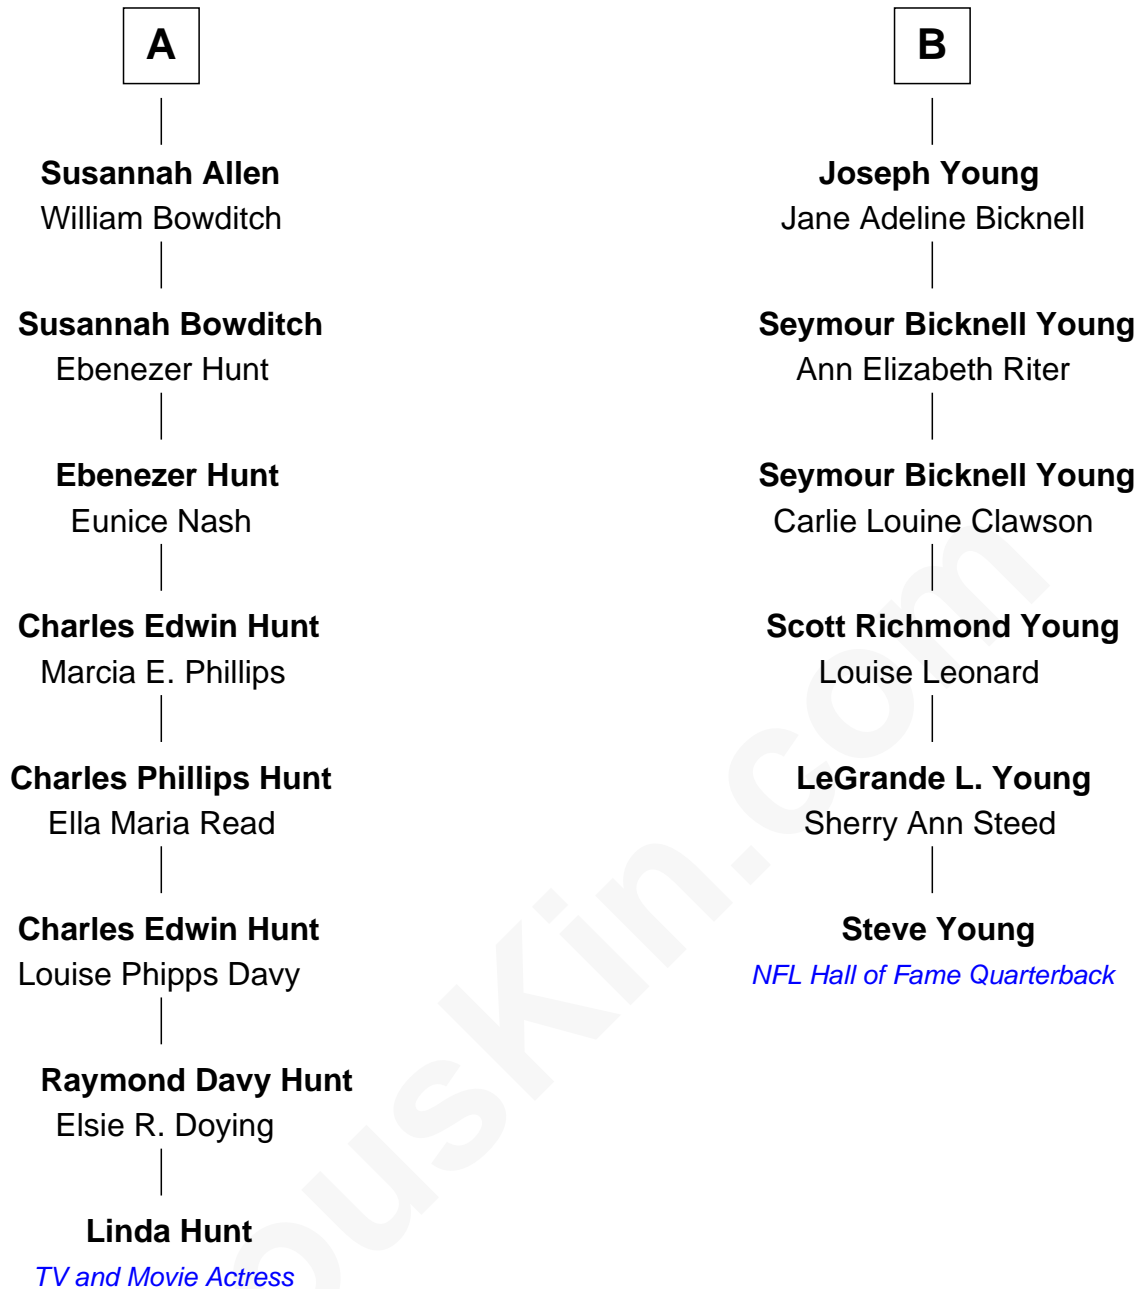 A
Susannah Allen
William Bowditch
Susannah Bowditch
Ebenezer Hunt
Ebenezer Hunt
Eunice Nash
Charles Edwin Hunt
Marcia E. Phillips
Charles Phillips Hunt
Ella Maria Read
Charles Edwin Hunt
Louise Phipps Davy
Raymond Davy Hunt
Elsie R. Doying
Linda Hunt
TV and Movie Actress
B
Joseph Young
Jane Adeline Bicknell
Seymour Bicknell Young
Ann Elizabeth Riter
Seymour Bicknell Young
Carlie Louine Clawson
Scott Richmond Young
Louise Leonard
LeGrande L. Young
Sherry Ann Steed
Steve Young
NFL Hall of Fame Quarterback
ousKin.com